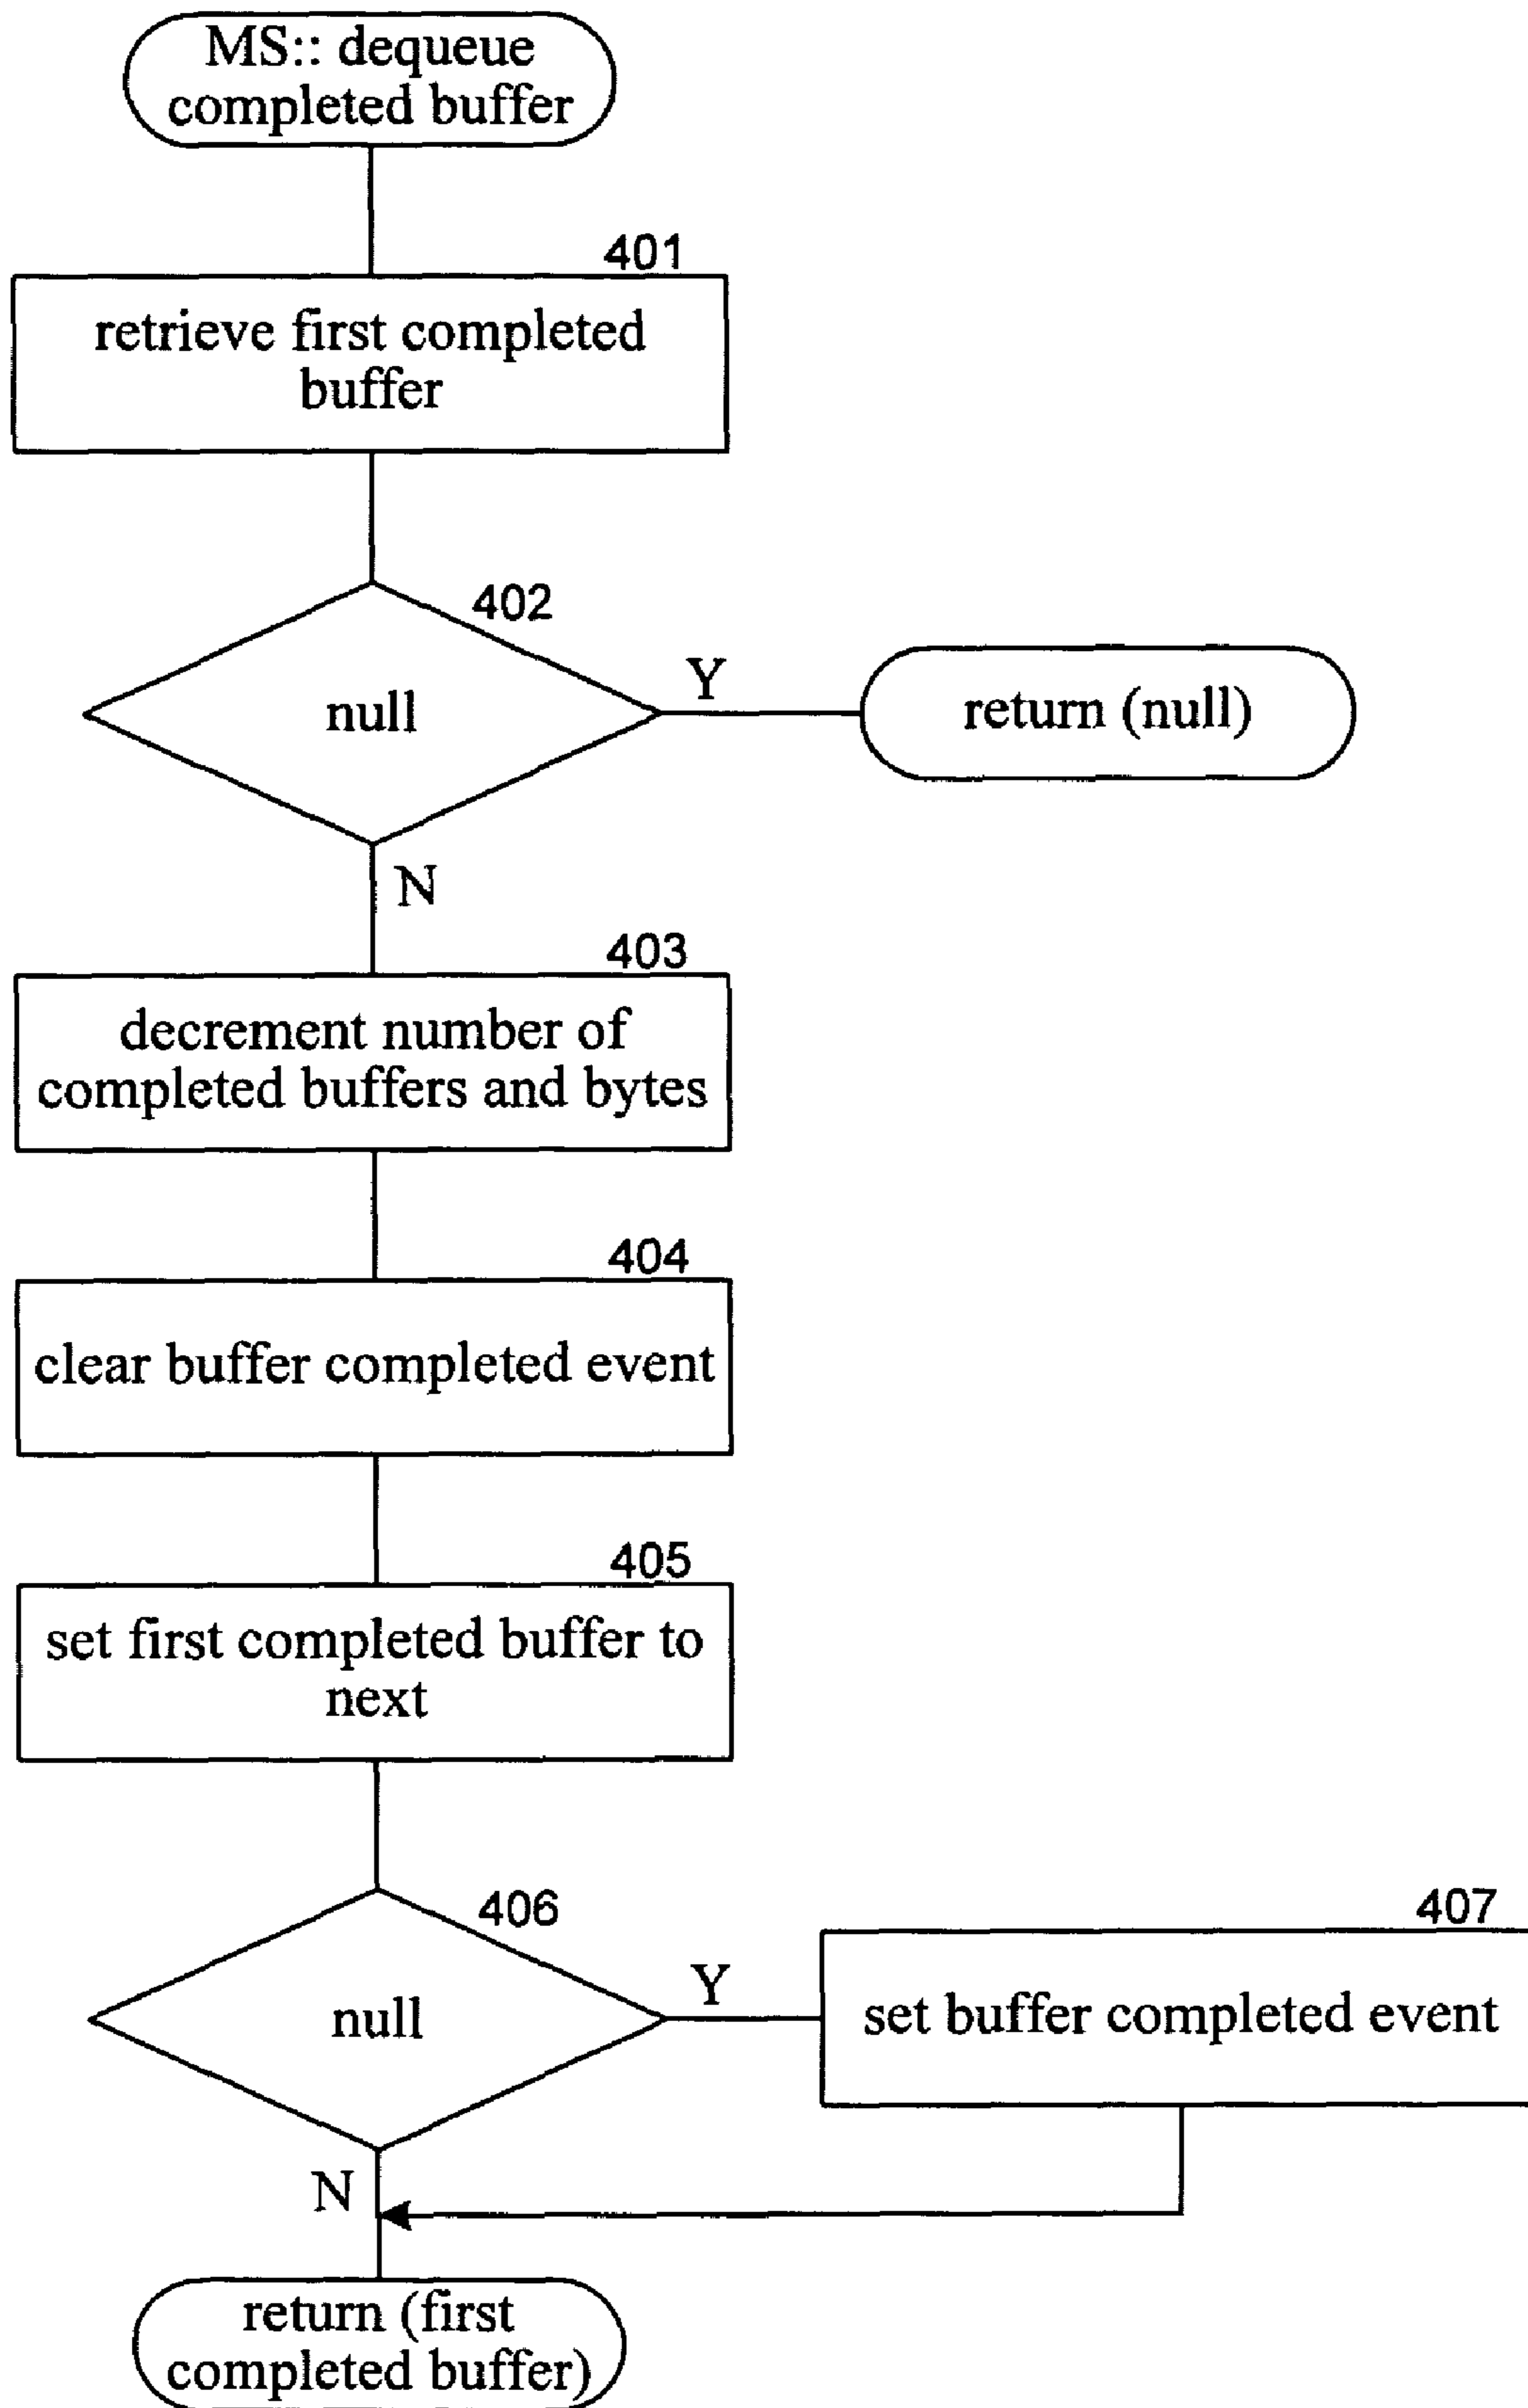 MS:: dequeue
completed buffer
401
retrieve first completed
buffer
402
null
Y
return (null)
N
403
decrement number of
completed buffers and bytes
404
clear buffer completed event
405
set first completed buffer to
next
406
null
Y
407
set buffer completed event
N
return (first
completed buffer)